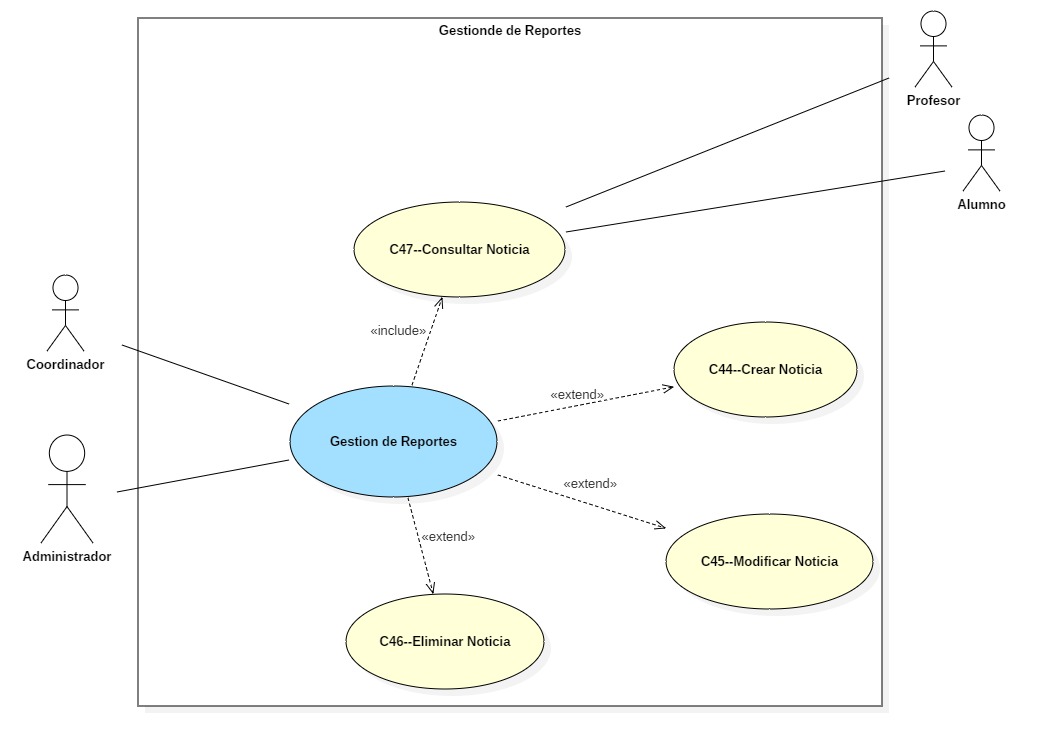 Gestionde de Reportes
Profesor
Alumno
C47--Consultar Noticia
«include»
Coordinador
C44--Crear Noticia
«extend»
Gestion de Reportes
«extend»
Administrador
«extend»
C45--Modificar Noticia
C46--Eliminar Noticia